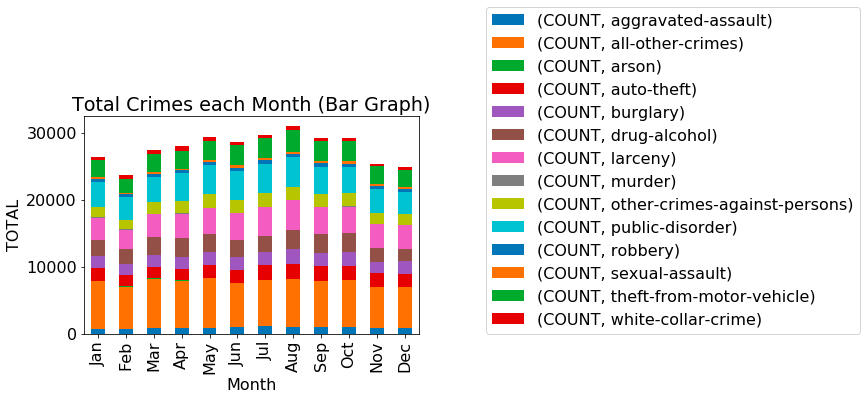 Total Crimes each Month (Bar Graph)
TOTAL
30000
20000
10000
0
Jan Feb Mar Apr May Jun Jul Aug Sep Oct Nov Dec
Month
(COUNT, aggravated-assault)
(COUNT, all-other-crimes)
(COUNT, arson)
(COUNT, auto-theft)
(COUNT, burglary)
(COUNT, drug-alcohol)
(COUNT, larceny)
(COUNT, murder)
(COUNT, other-crimes-against-persons)
(COUNT, public-disorder)
(COUNT, robbery)
(COUNT, sexual-assault)
(COUNT, theft-from-motor-vehicle)
(COUNT, white-collar-crime)